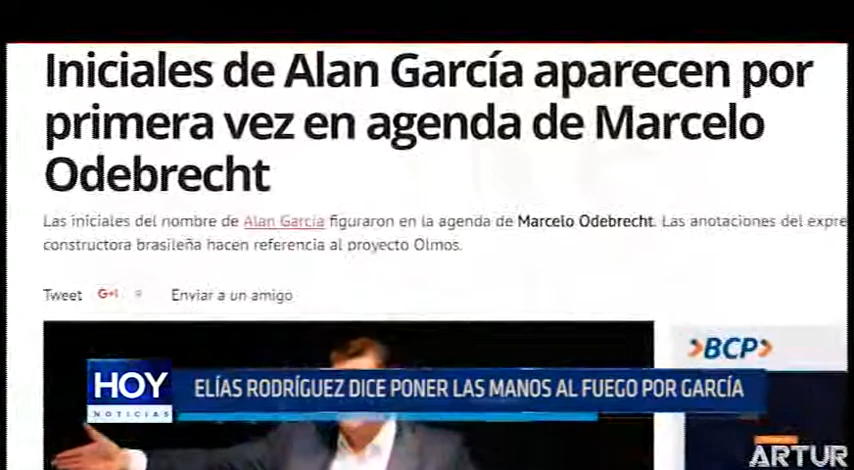 Iniciales de Alan García aparecen por
primera vez en agenda de Marcelo
Odebrecht
Las iniciales del nombre de Alan García figuraron en la agenda de Marcelo Odebrecht. Las anotaciones del expre
constructora brasileña hacen referencia al proyecto Olmos.
Tweet G+1 Enviar a un amigo
BCP
HOY
NOTICIAS
ELÍAS RODRÍGUEZ DICE PONER LAS MANOS AL FUEGO POR GARCÍA
ARTUR